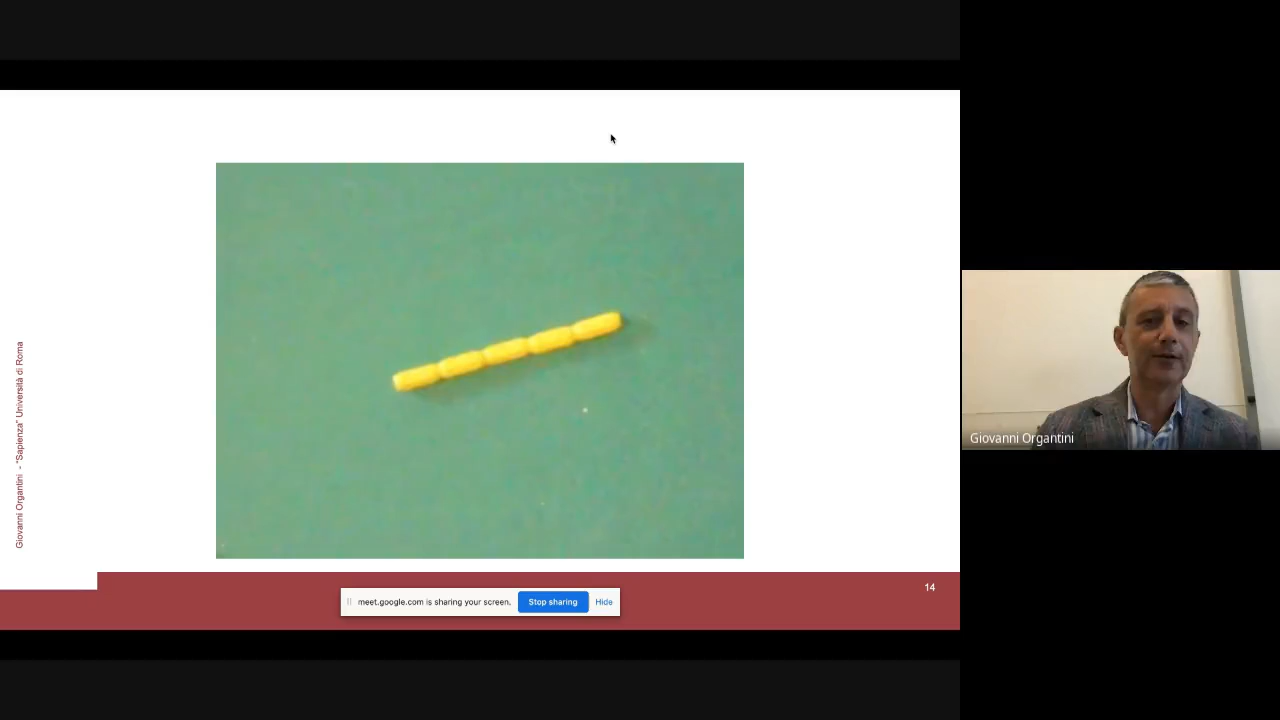 Giovanni Organtini - "Sapienza" Università di Roma
14
meet.google.com is sharing your screen.
Stop sharing
Hide
Giovanni Organtini